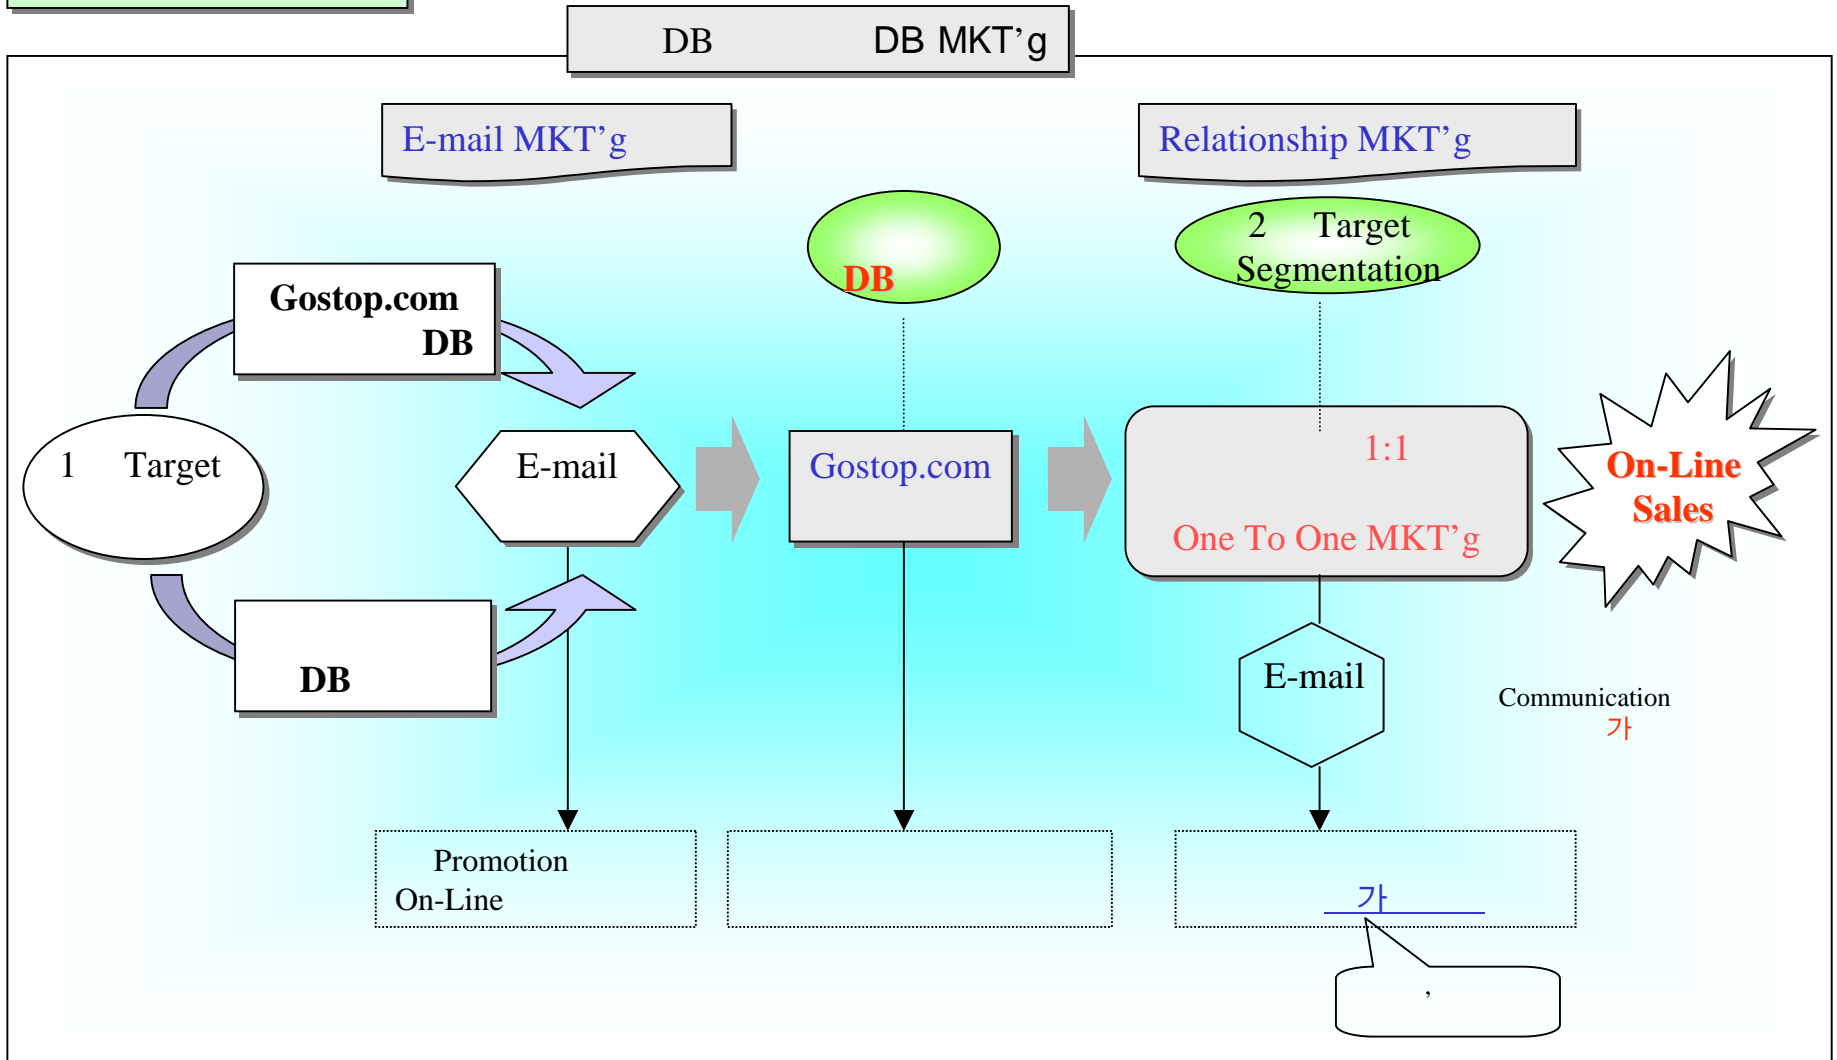 DB DB MKT’g
E-mail MKT’g
Relationship MKT’g
DB
2 Target
Segmentation
Gostop.com
DB
1 Target
E-mail
Gostop.com
1:1
One To One MKT’g
On-Line
Sales
DB
E-mail
Communication
가
Promotion
On-Line
가
,